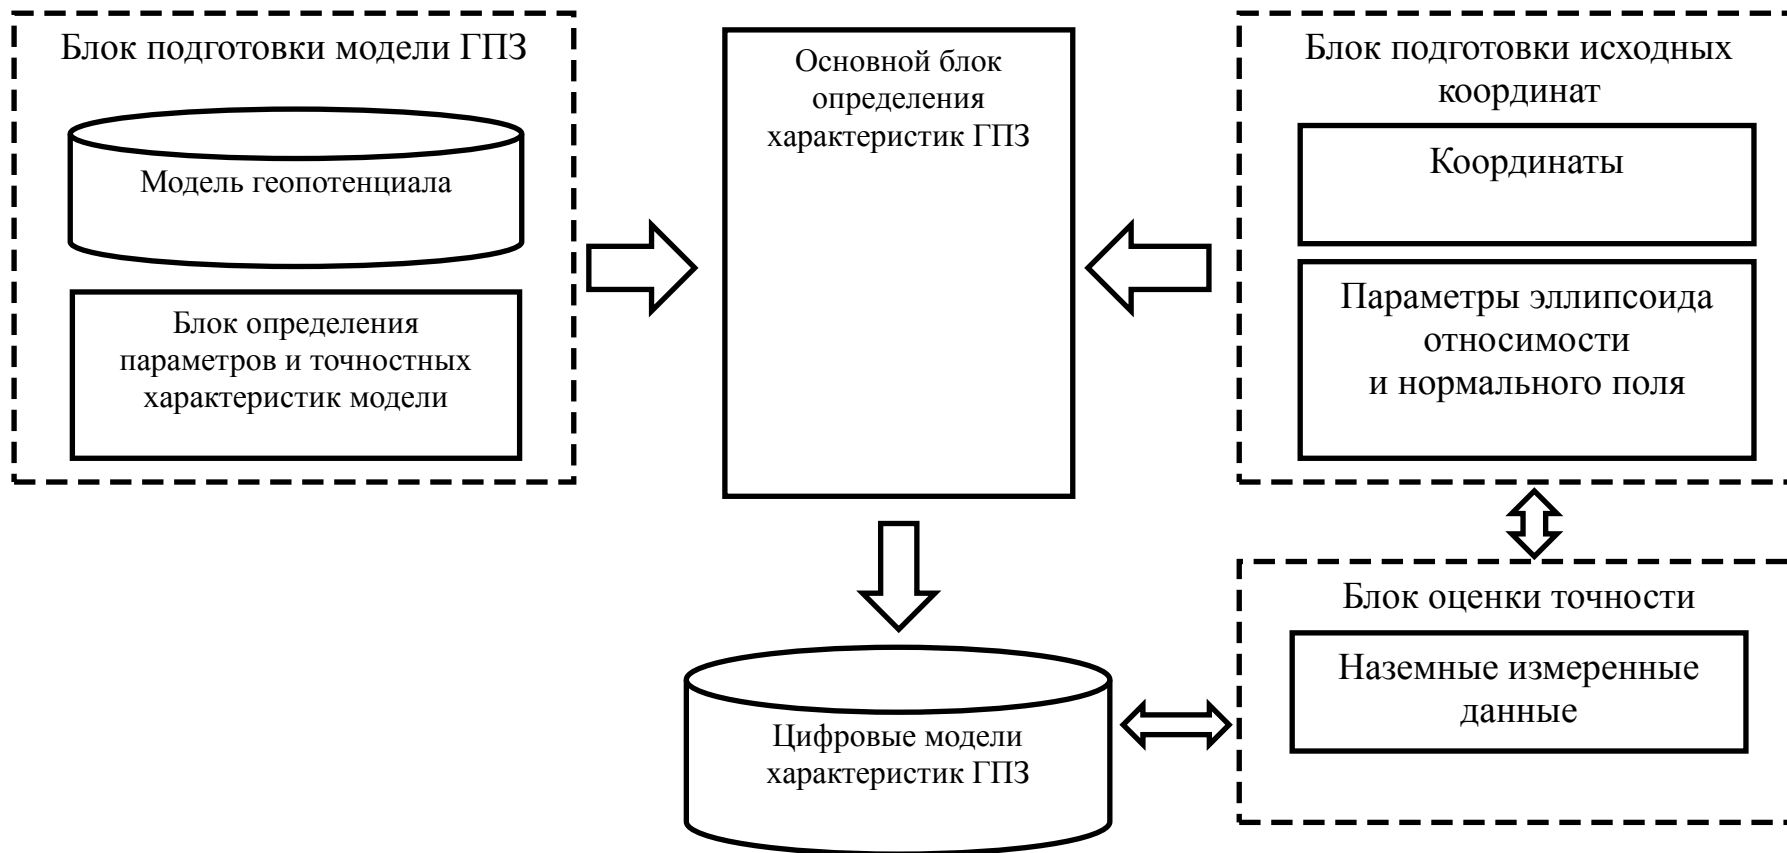 Блок подготовки модели ГПЗ
Модель геопотенциала
Блок определения
параметров и точностных
характеристик модели
Основной блок
определения
характеристик ГПЗ
Блок подготовки исходных
координат
Координаты
Параметры эллипсоида
относимости
и нормального поля
Цифровые модели
характеристик ГПЗ
Блок оценки точности
Наземные измеренные
данные